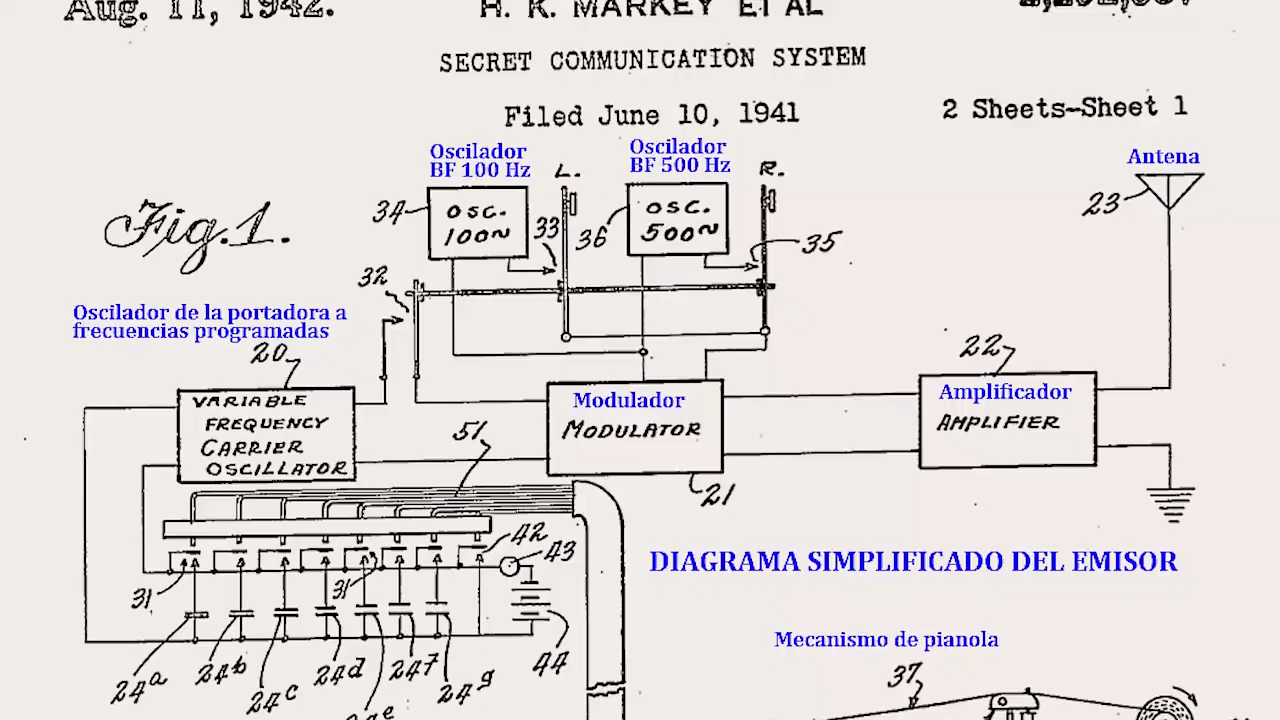 Aug. 11, 1942.
H. K. MARKEY ET AL
SECRET COMMUNICATION SYSTEM
Filed June 10, 1941
2 Sheets-Sheet 1
Oscilador
BF 100 Hz
L.
Oscilador
BF 500 Hz
R.
Antena
23
Fig.1.
34
OSC.
100~
33
36
OSC.
500~
35
32
Oscilador de la portadora a
frecuencias programadas
20
22
VARIABLE
FREQUENCY
CARRIER
OSCILLATOR
51
Modulador
MODULATOR
21
Amplificador
AMPLIFIER
42
43
31
31
DIAGRAMA SIMPLIFICADO DEL EMISOR
24a
24b
24c
24d
24f
24g
44
Mecanismo de pianola
37